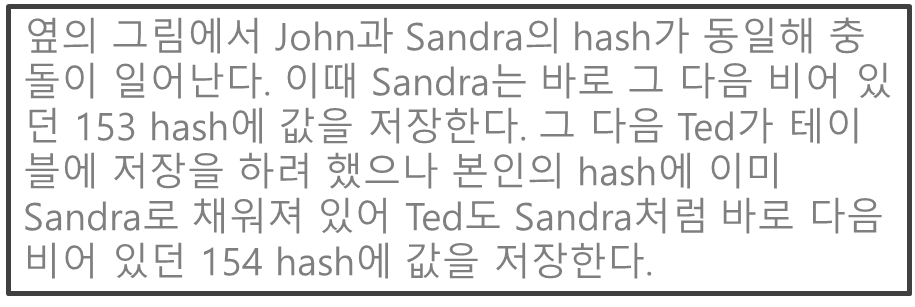 옆의 그림에서 John과 Sandra의 hash가 동일해 충
돌이 일어난다. 이때 Sandra는 바로 그 다음 비어 있
던 153 hash에 값을 저장한다. 그 다음 Ted가 테이
블에 저장을 하려 했으나 본인의 hash에 이미
Sandra로 채워져 있어 Ted도 Sandra처럼 바로 다음
비어 있던 154 hash에 값을 저장한다.